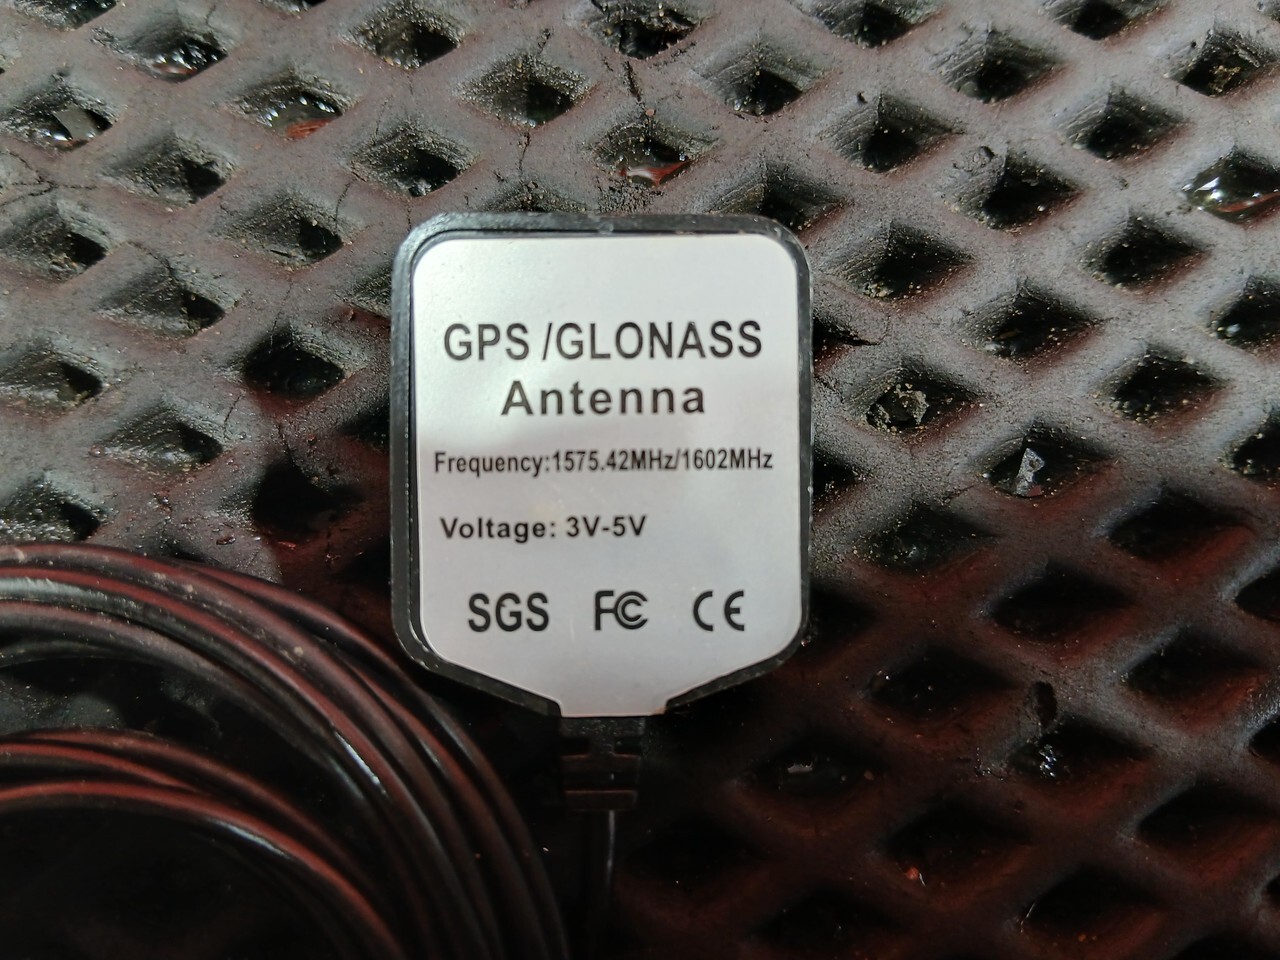 GPS /GLONASS
Antenna
Frequency:1575.42MHz/1602MHz
Voltage: 3V-5V
SGS FC CE